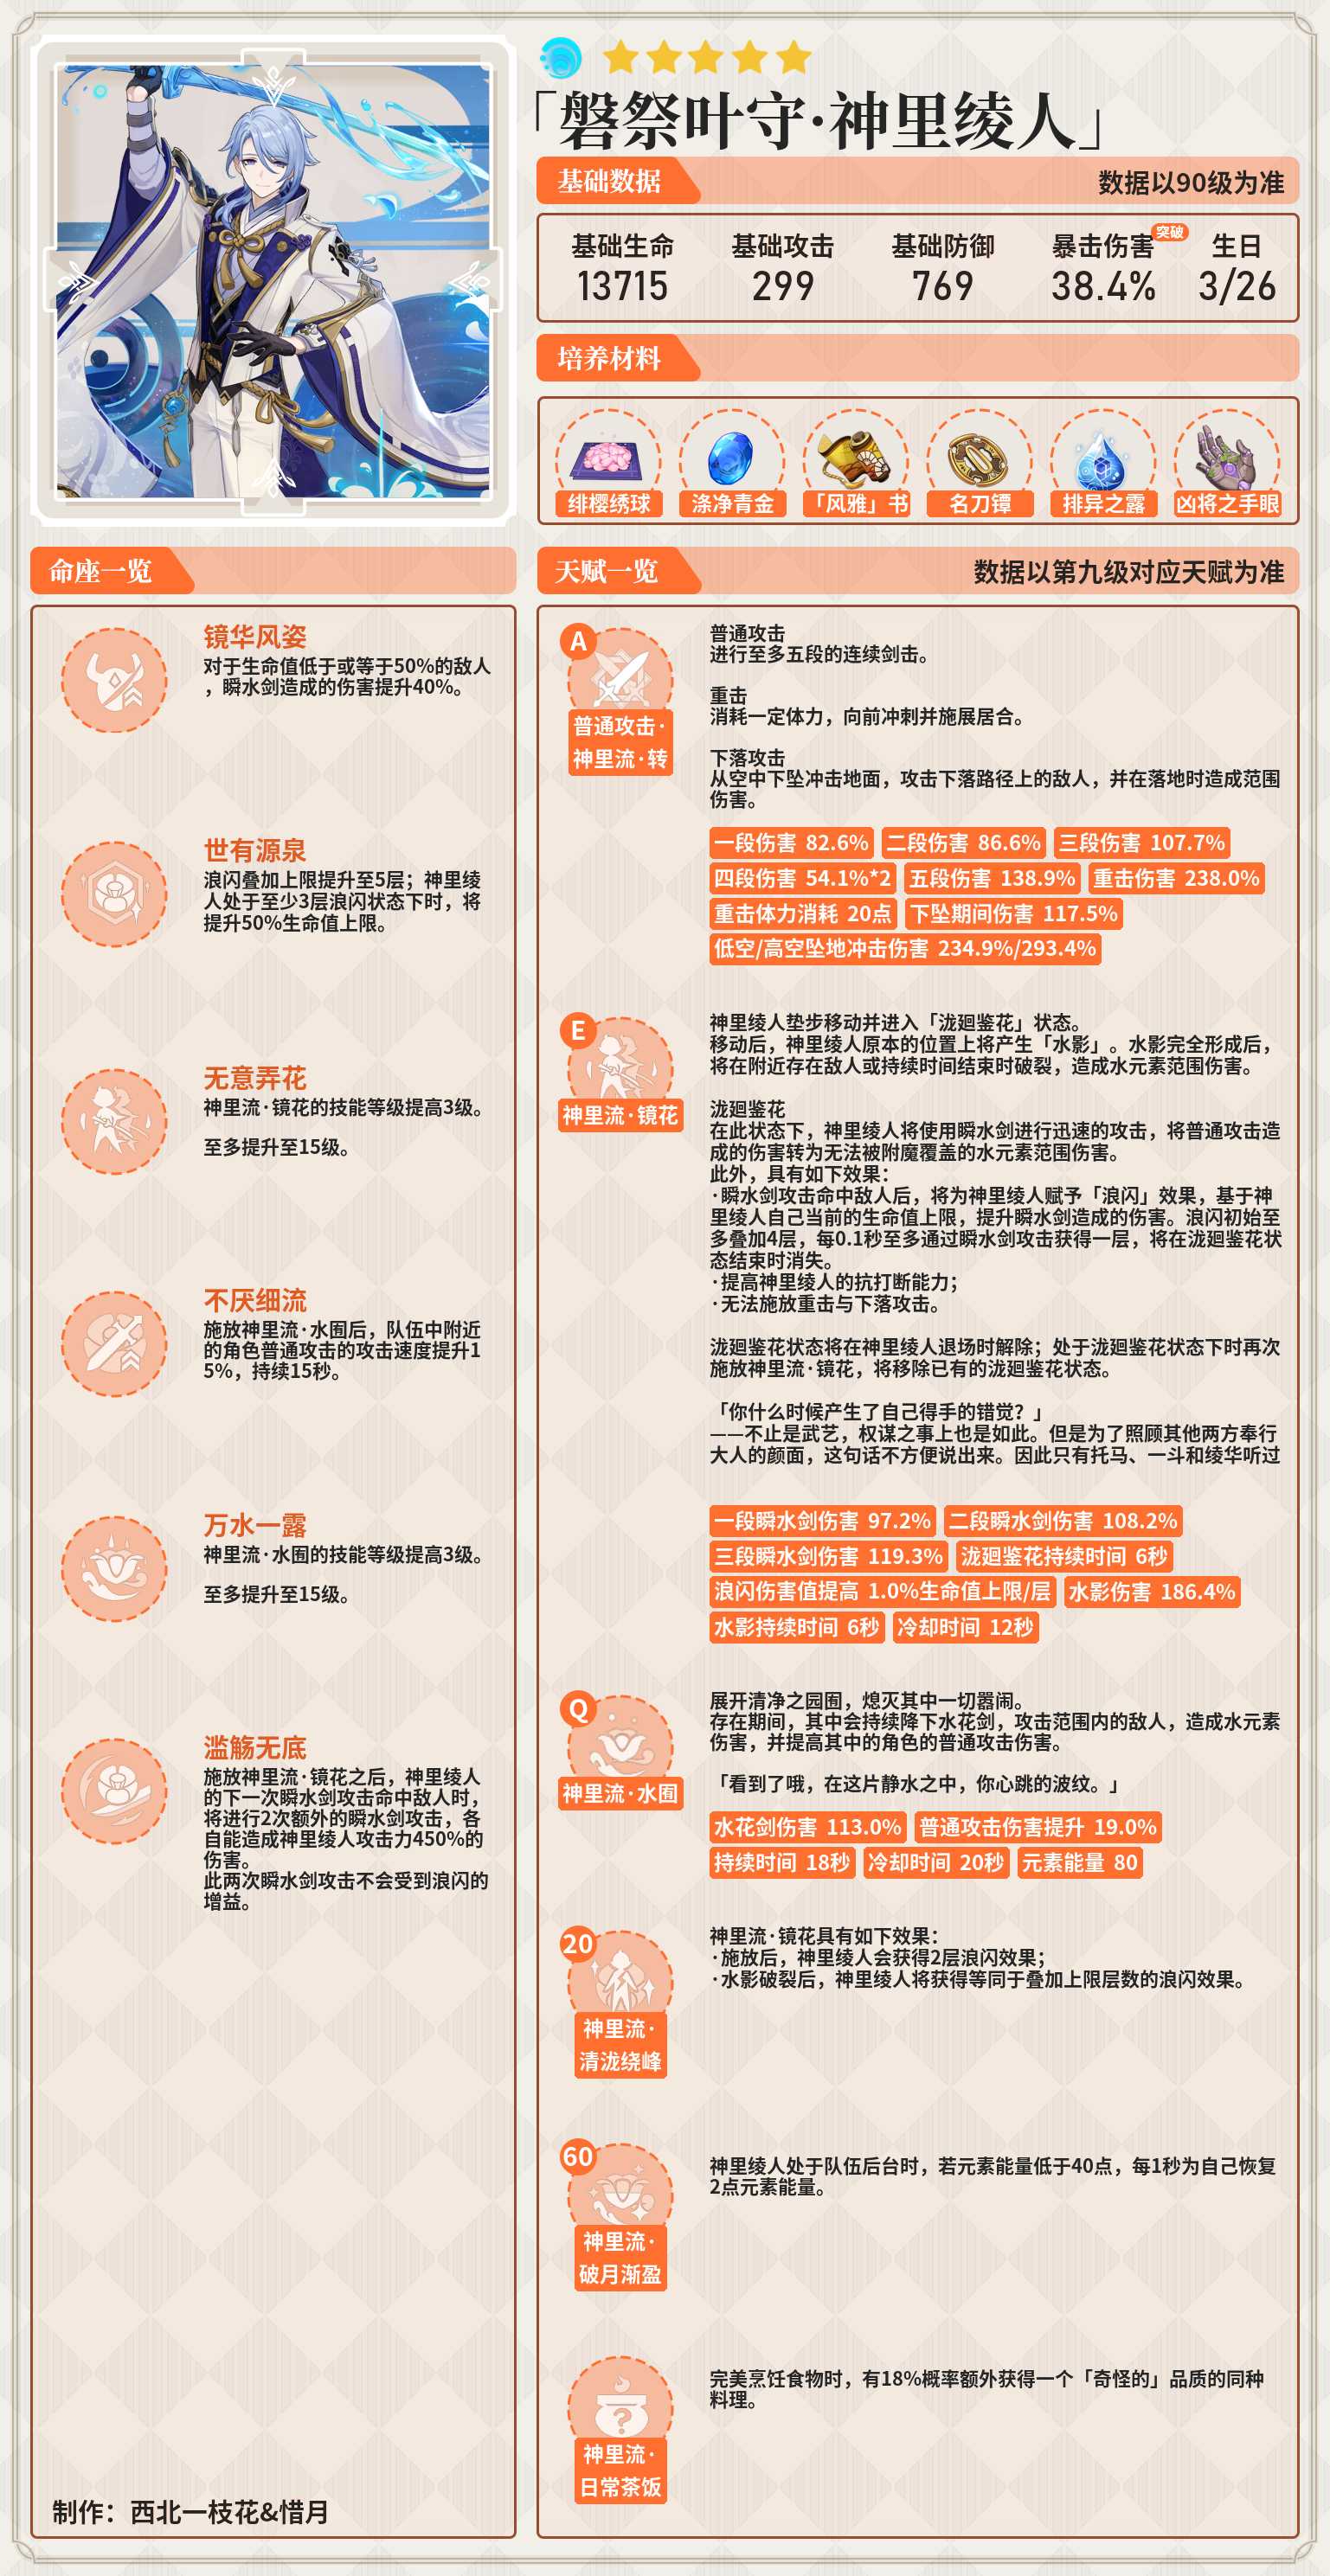 「磐祭叶守·神里绫人」
基础数据
数据以90级为准
基础生命
13715
基础攻击
299
基础防御
769
暴击伤害
突破
38.4%
生日
3/26
培养材料
绯樱绣球
涤净青金
「风雅」书
名刀镡
排异之露
凶将之手眼
命座一览
镜华风姿
对于生命值低于或等于50%的敌人
，瞬水剑造成的伤害提升40%。
世有源泉
浪闪叠加上限提升至5层；神里绫
人处于至少3层浪闪状态下时，将
提升50%生命值上限。
无意弄花
神里流·镜花的技能等级提高3级。
至多提升至15级。
不厌细流
施放神里流·水囿后，队伍中附近
的角色普通攻击的攻击速度提升1
5%，持续15秒。
万水一露
神里流·水囿的技能等级提高3级。
至多提升至15级。
滥觞无底
施放神里流·镜花之后，神里绫人
的下一次瞬水剑攻击命中敌人时，
将进行2次额外的瞬水剑攻击，各
自能造成神里绫人攻击力450%的
伤害。
此两次瞬水剑攻击不会受到浪闪的
增益。
制作：西北一枝花&惜月
天赋一览
数据以第九级对应天赋为准
A
普通攻击·
神里流·转
普通攻击
进行至多五段的连续剑击。
重击
消耗一定体力，向前冲刺并施展居合。
下落攻击
从空中下坠冲击地面，攻击下落路径上的敌人，并在落地时造成范围
伤害。
一段伤害 82.6% 二段伤害 86.6% 三段伤害 107.7%
四段伤害 54.1%*2 五段伤害 138.9% 重击伤害 238.0%
重击体力消耗 20点 下坠期间伤害 117.5%
低空/高空坠地冲击伤害 234.9%/293.4%
E
神里流·镜花
神里绫人垫步移动并进入「泷廻鉴花」状态。
移动后，神里绫人原本的位置上将产生「水影」。水影完全形成后，
将在附近存在敌人或持续时间结束时破裂，造成水元素范围伤害。
泷廻鉴花
在此状态下，神里绫人将使用瞬水剑进行迅速的攻击，将普通攻击造
成的伤害转为无法被附魔覆盖的水元素范围伤害。
此外，具有如下效果：
·瞬水剑攻击命中敌人后，将为神里绫人赋予「浪闪」效果，基于神
里绫人自己当前的生命值上限，提升瞬水剑造成的伤害。浪闪初始至
多叠加4层，每0.1秒至多通过瞬水剑攻击获得一层，将在泷廻鉴花状
态结束时消失。
·提高神里绫人的抗打断能力；
·无法施放重击与下落攻击。
泷廻鉴花状态将在神里绫人退场时解除；处于泷廻鉴花状态下时再次
施放神里流·镜花，将移除已有的泷廻鉴花状态。
「你什么时候产生了自己得手的错觉？」
——不止是武艺，权谋之事上也是如此。但是为了照顾其他两方奉行
大人的颜面，这句话不方便说出来。因此只有托马、一斗和绫华听过
一段瞬水剑伤害 97.2% 二段瞬水剑伤害 108.2%
三段瞬水剑伤害 119.3% 泷廻鉴花持续时间 6秒
浪闪伤害值提高 1.0%生命值上限/层 水影伤害 186.4%
水影持续时间 6秒 冷却时间 12秒
Q
神里流·水囿
展开清净之园囿，熄灭其中一切嚣闹。
存在期间，其中会持续降下水花剑，攻击范围内的敌人，造成水元素
伤害，并提高其中的角色的普通攻击伤害。
「看到了哦，在这片静水之中，你心跳的波纹。」
水花剑伤害 113.0% 普通攻击伤害提升 19.0%
持续时间 18秒 冷却时间 20秒 元素能量 80
20
神里流·
清泷绕峰
神里流·镜花具有如下效果：
·施放后，神里绫人会获得2层浪闪效果；
·水影破裂后，神里绫人将获得等同于叠加上限层数的浪闪效果。
60
神里流·
破月渐盈
神里绫人处于队伍后台时，若元素能量低于40点，每1秒为自己恢复
2点元素能量。
神里流·
日常茶饭
完美烹饪食物时，有18%概率额外获得一个「奇怪的」品质的同种
料理。